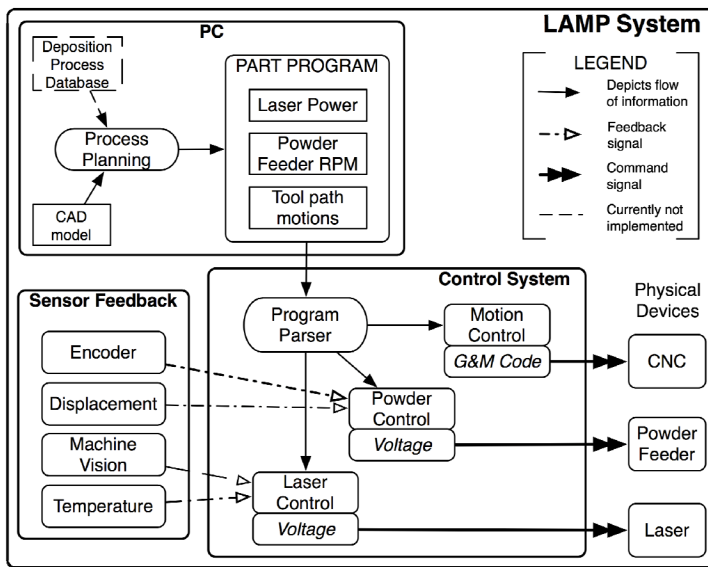 LAMP System
PC
Deposition
Process
Database
Process
Planning
CAD
model
PART PROGRAM
Laser Power
Powder
Feeder RPM
Tool path
motions
LEGEND
Depicts flow
of information
Feedback
signal
Command
signal
Currently not
implemented
Control System
Program
Parser
Motion
Control
G&M Code
Powder
Control
Voltage
Laser
Control
Voltage
Sensor Feedback
Encoder
Displacement
Machine
Vision
Temperature
Physical
Devices
CNC
Powder
Feeder
Laser